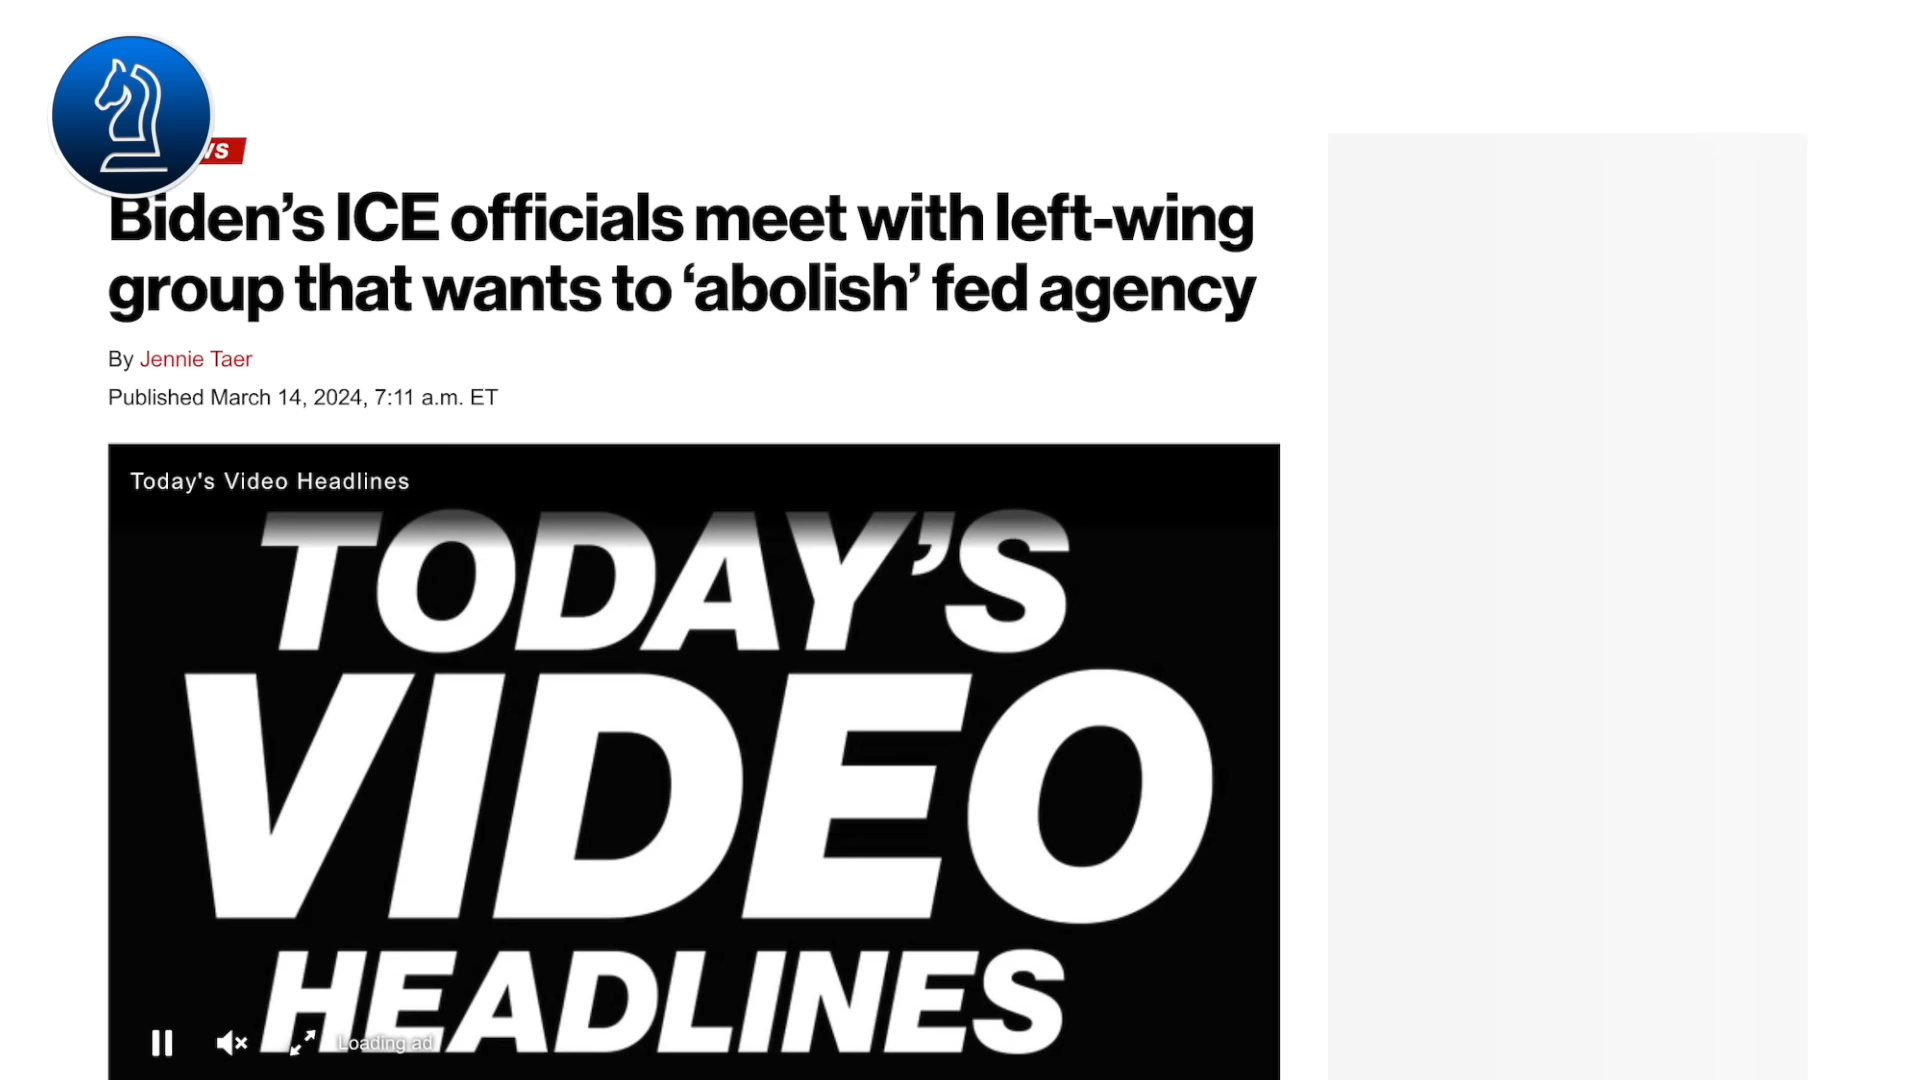 Biden’s ICE officials meet with left-wing
group that wants to ‘abolish’ fed agency
By Jennie Taer
Published March 14, 2024, 7:11 a.m. ET
Today's Video Headlines
TODAY’S
VIDEO
HEADLINES
Loading ad